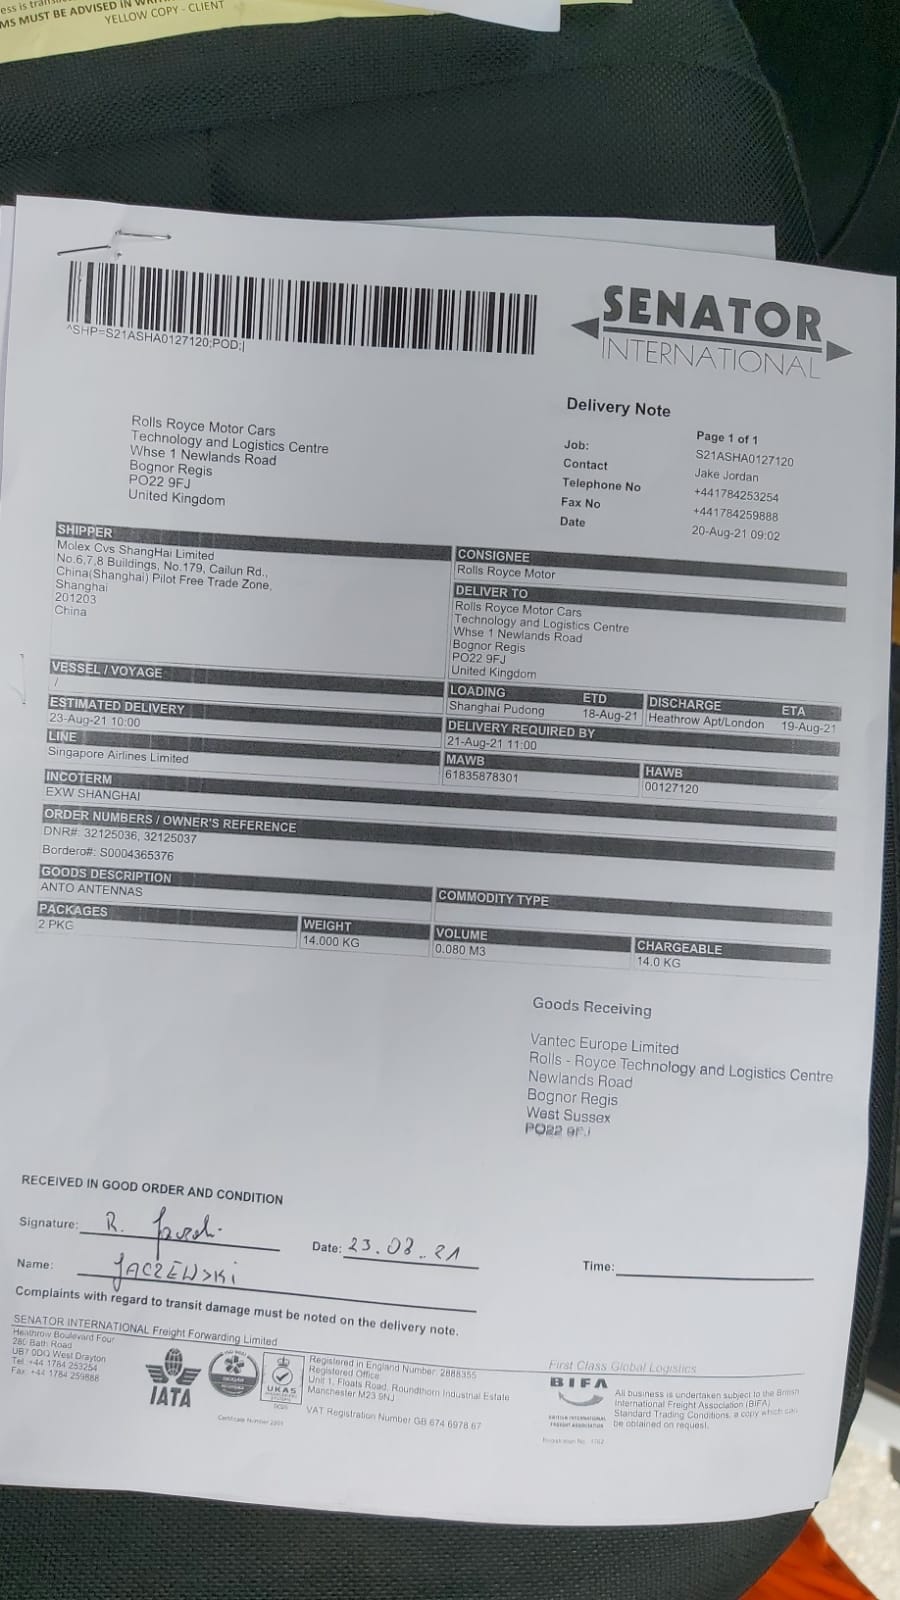 MS MUST BE ADVISED IN
YELLOW COPY - CLIENT
^SHP=S21ASHA0127120;POD;|
SENATOR
INTERNATIONAL
Delivery Note
Page 1 of 1
Job: S21ASHA0127120
Contact Jake Jordan
Telephone No +441784253254
Fax No +441784259888
Date 20-Aug-21 09:02
Rolls Royce Motor Cars
Technology and Logistics Centre
Whse 1 Newlands Road
Bognor Regis
PO22 9FJ
United Kingdom
SHIPPER
Molex Cvs ShangHai Limited
No.6,7,8 Buildings, No.179, Cailun Rd.,
China(Shanghai) Pilot Free Trade Zone,
Shanghai
201203
China
CONSIGNEE
Rolls Royce Motor
DELIVER TO
Rolls Royce Motor Cars
Technology and Logistics Centre
Whse 1 Newlands Road
Bognor Regis
PO22 9FJ
United Kingdom
VESSEL / VOYAGE
/
LOADING ETD DISCHARGE ETA
Shanghai Pudong 18-Aug-21 Heathrow Apt/London 19-Aug-21
ESTIMATED DELIVERY
23-Aug-21 10:00
DELIVERY REQUIRED BY
21-Aug-21 11:00
LINE
Singapore Airlines Limited
MAWB HAWB
61835878301 00127120
INCOTERM
EXW SHANGHAI
ORDER NUMBERS / OWNER'S REFERENCE
DNR#: 32125036, 32125037
Bordero#: S0004365376
GOODS DESCRIPTION
ANTO ANTENNAS
COMMODITY TYPE
PACKAGES WEIGHT VOLUME CHARGEABLE
2 PKG 14.000 KG 0.080 M3 14.0 KG
Goods Receiving
Vantec Europe Limited
Rolls - Royce Technology and Logistics Centre
Newlands Road
Bognor Regis
West Sussex
PO22 9FJ
RECEIVED IN GOOD ORDER AND CONDITION
Signature: R.
Date: 23.08.21
Time:
Name: JACZEWSKI
Complaints with regard to transit damage must be noted on the delivery note.
SENATOR INTERNATIONAL Freight Forwarding Limited
Heathrow Boulevard Four
280 Bath Road
UB7 0DQ West Drayton
Tel. +44 1784 253254
Fax. +44 1784 259888
IATA
UKAS
Registered in England Number: 2888355
Registered Office
Unit 1, Floats Road, Roundthorn Industrial Estate
Manchester M23 9NJ
VAT Registration Number GB 674 6978 67
First Class Global Logistics
BIFA
BRITISH INTERNATIONAL
FREIGHT ASSOCIATION
All business is undertaken subject to the British
International Freight Association (BIFA)
Standard Trading Conditions, a copy which can
be obtained on request.